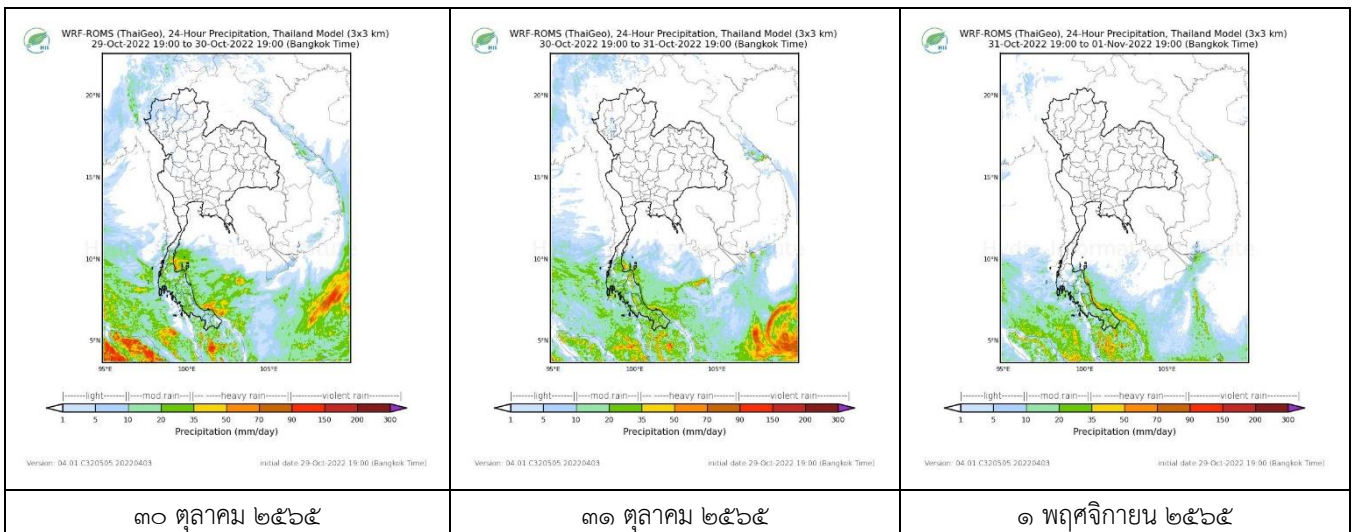 WRF-ROMS (ThaiGeo), 24-Hour Precipitation, Thailand Model (3x3 km)
29-Oct-2022 19:00 to 30-Oct-2022 19:00 (Bangkok Time)
20°N
15°N
10°N
5°N
95°E 100°E 105°E
|------light------||---mod.rain---||--- ---heavy rain------||------violent rain------|
1 5 10 20 35 50 70 90 150 200 300
Precipitation (mm/day)
Version: 04.01.C320505.20220403 initial date 29-Oct-2022 19:00 (Bangkok Time)
๓๐ ตุลาคม ๒๕๖๕
WRF-ROMS (ThaiGeo), 24-Hour Precipitation, Thailand Model (3x3 km)
30-Oct-2022 19:00 to 31-Oct-2022 19:00 (Bangkok Time)
20°N
15°N
10°N
5°N
95°E 100°E 105°E
|------light------||---mod.rain---||--- ---heavy rain------||------violent rain------|
1 5 10 20 35 50 70 90 150 200 300
Precipitation (mm/day)
Version: 04.01.C320505.20220403 initial date 29-Oct-2022 19:00 (Bangkok Time)
๓๑ ตุลาคม ๒๕๖๕
WRF-ROMS (ThaiGeo), 24-Hour Precipitation, Thailand Model (3x3 km)
31-Oct-2022 19:00 to 01-Nov-2022 19:00 (Bangkok Time)
20°N
15°N
10°N
5°N
95°E 100°E 105°E
|------light------||---mod.rain---||--- ---heavy rain------||------violent rain------|
1 5 10 20 35 50 70 90 150 200 300
Precipitation (mm/day)
Version: 04.01.C320505.20220403 initial date 29-Oct-2022 19:00 (Bangkok Time)
๑ พฤศจิกายน ๒๕๖๕